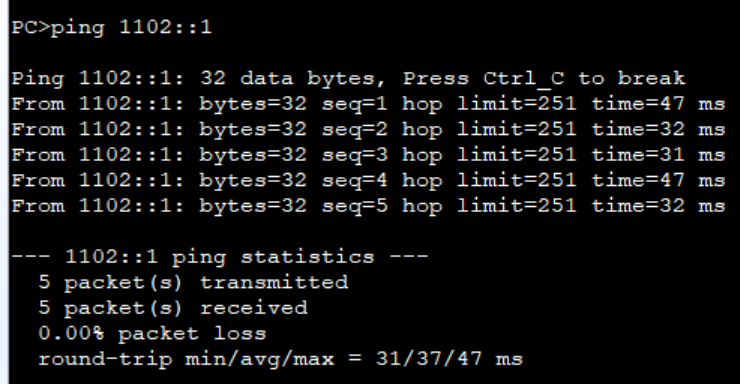 PC>ping 1102::1
Ping 1102::1: 32 data bytes, Press Ctrl_C to break
From 1102::1: bytes=32 seq=1 hop limit=251 time=47 ms
From 1102::1: bytes=32 seq=2 hop limit=251 time=32 ms
From 1102::1: bytes=32 seq=3 hop limit=251 time=31 ms
From 1102::1: bytes=32 seq=4 hop limit=251 time=47 ms
From 1102::1: bytes=32 seq=5 hop limit=251 time=32 ms
--- 1102::1 ping statistics ---
5 packet(s) transmitted
5 packet(s) received
0.00% packet loss
round-trip min/avg/max = 31/37/47 ms